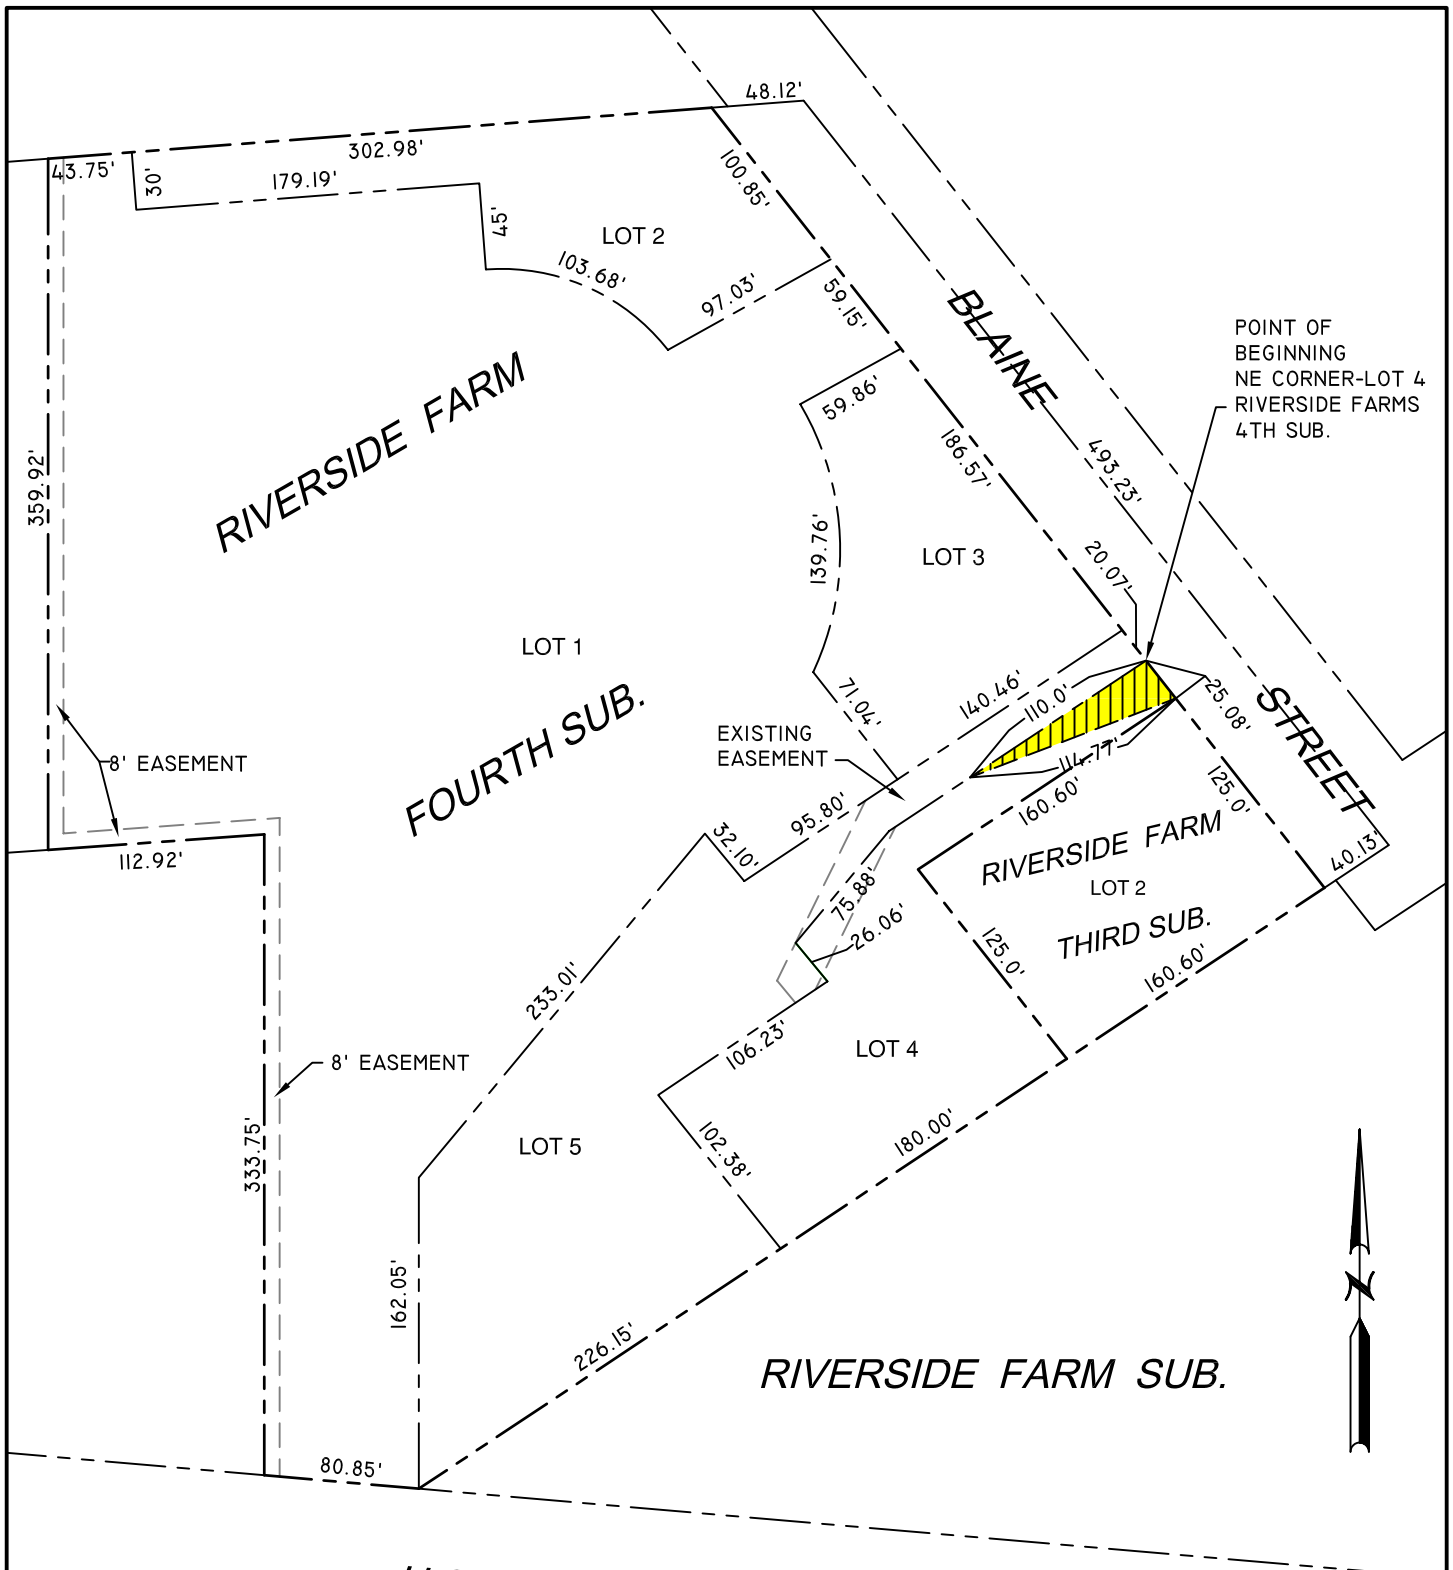 48.12'
302.98'
43.75'
30'
179.19'
45'
100.85'
LOT 2
103.68'
97.03'
59.15'
BLAINE
POINT OF
BEGINNING
NE CORNER-LOT 4
RIVERSIDE FARMS
4TH SUB.
RIVERSIDE FARM
59.86'
186.57'
493.23'
359.92'
139.76'
LOT 3
20.07'
LOT 1
71.04'
140.46'
110.0'
25.08'
STREET
FOURTH SUB.
EXISTING
EASEMENT
114.77'
160.60'
125.0'
8' EASEMENT
112.92'
32.10'
95.80'
RIVERSIDE FARM
LOT 2
THIRD SUB.
40.13'
75.88'
26.06'
125.0'
160.60'
233.01'
106.23'
LOT 4
8' EASEMENT
333.75'
LOT 5
102.38'
180.00'
162.05'
226.15'
N
RIVERSIDE FARM SUB.
80.85'